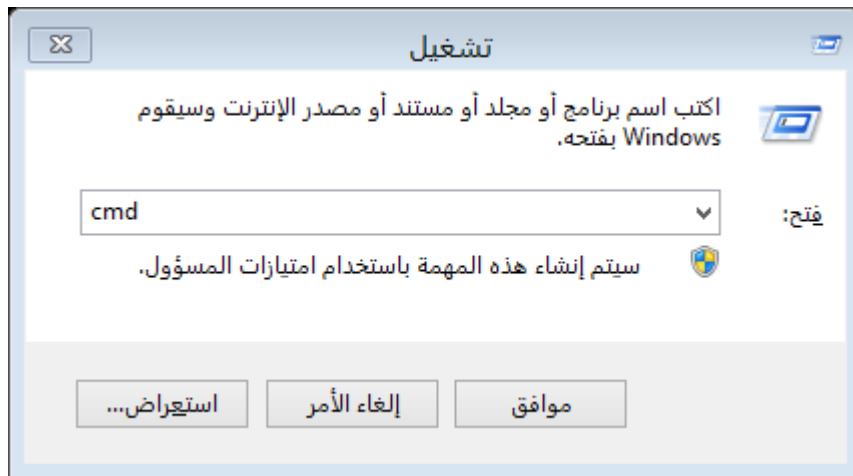 تشغيل
اكتب اسم برنامج أو مجلد أو مستند أو مصدر الإنترنت وسيقوم
Windows بفتحه.
فتح:
cmd
سيتم إنشاء هذه المهمة باستخدام امتيازات المسؤول.
موافق
إلغاء الأمر
استعراض...